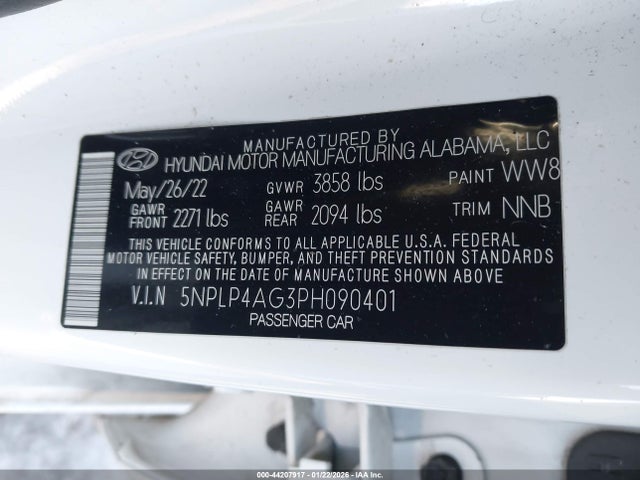 MANUFACTURED BY
HYUNDAI MOTOR MANUFACTURING ALABAMA, LLC
May/26/22 GVWR 3858 lbs PAINT WW8
GAWR FRONT 2271 lbs GAWR REAR 2094 lbs TRIM NNB
THIS VEHICLE CONFORMS TO ALL APPLICABLE U.S.A. FEDERAL
MOTOR VEHICLE SAFETY, BUMPER, AND THEFT PREVENTION STANDARDS
IN EFFECT ON THE DATE OF MANUFACTURE SHOWN ABOVE
V.I.N 5NPLP4AG3PH090401
PASSENGER CAR
000-44207917 - 01/22/2026 - IAA Inc.